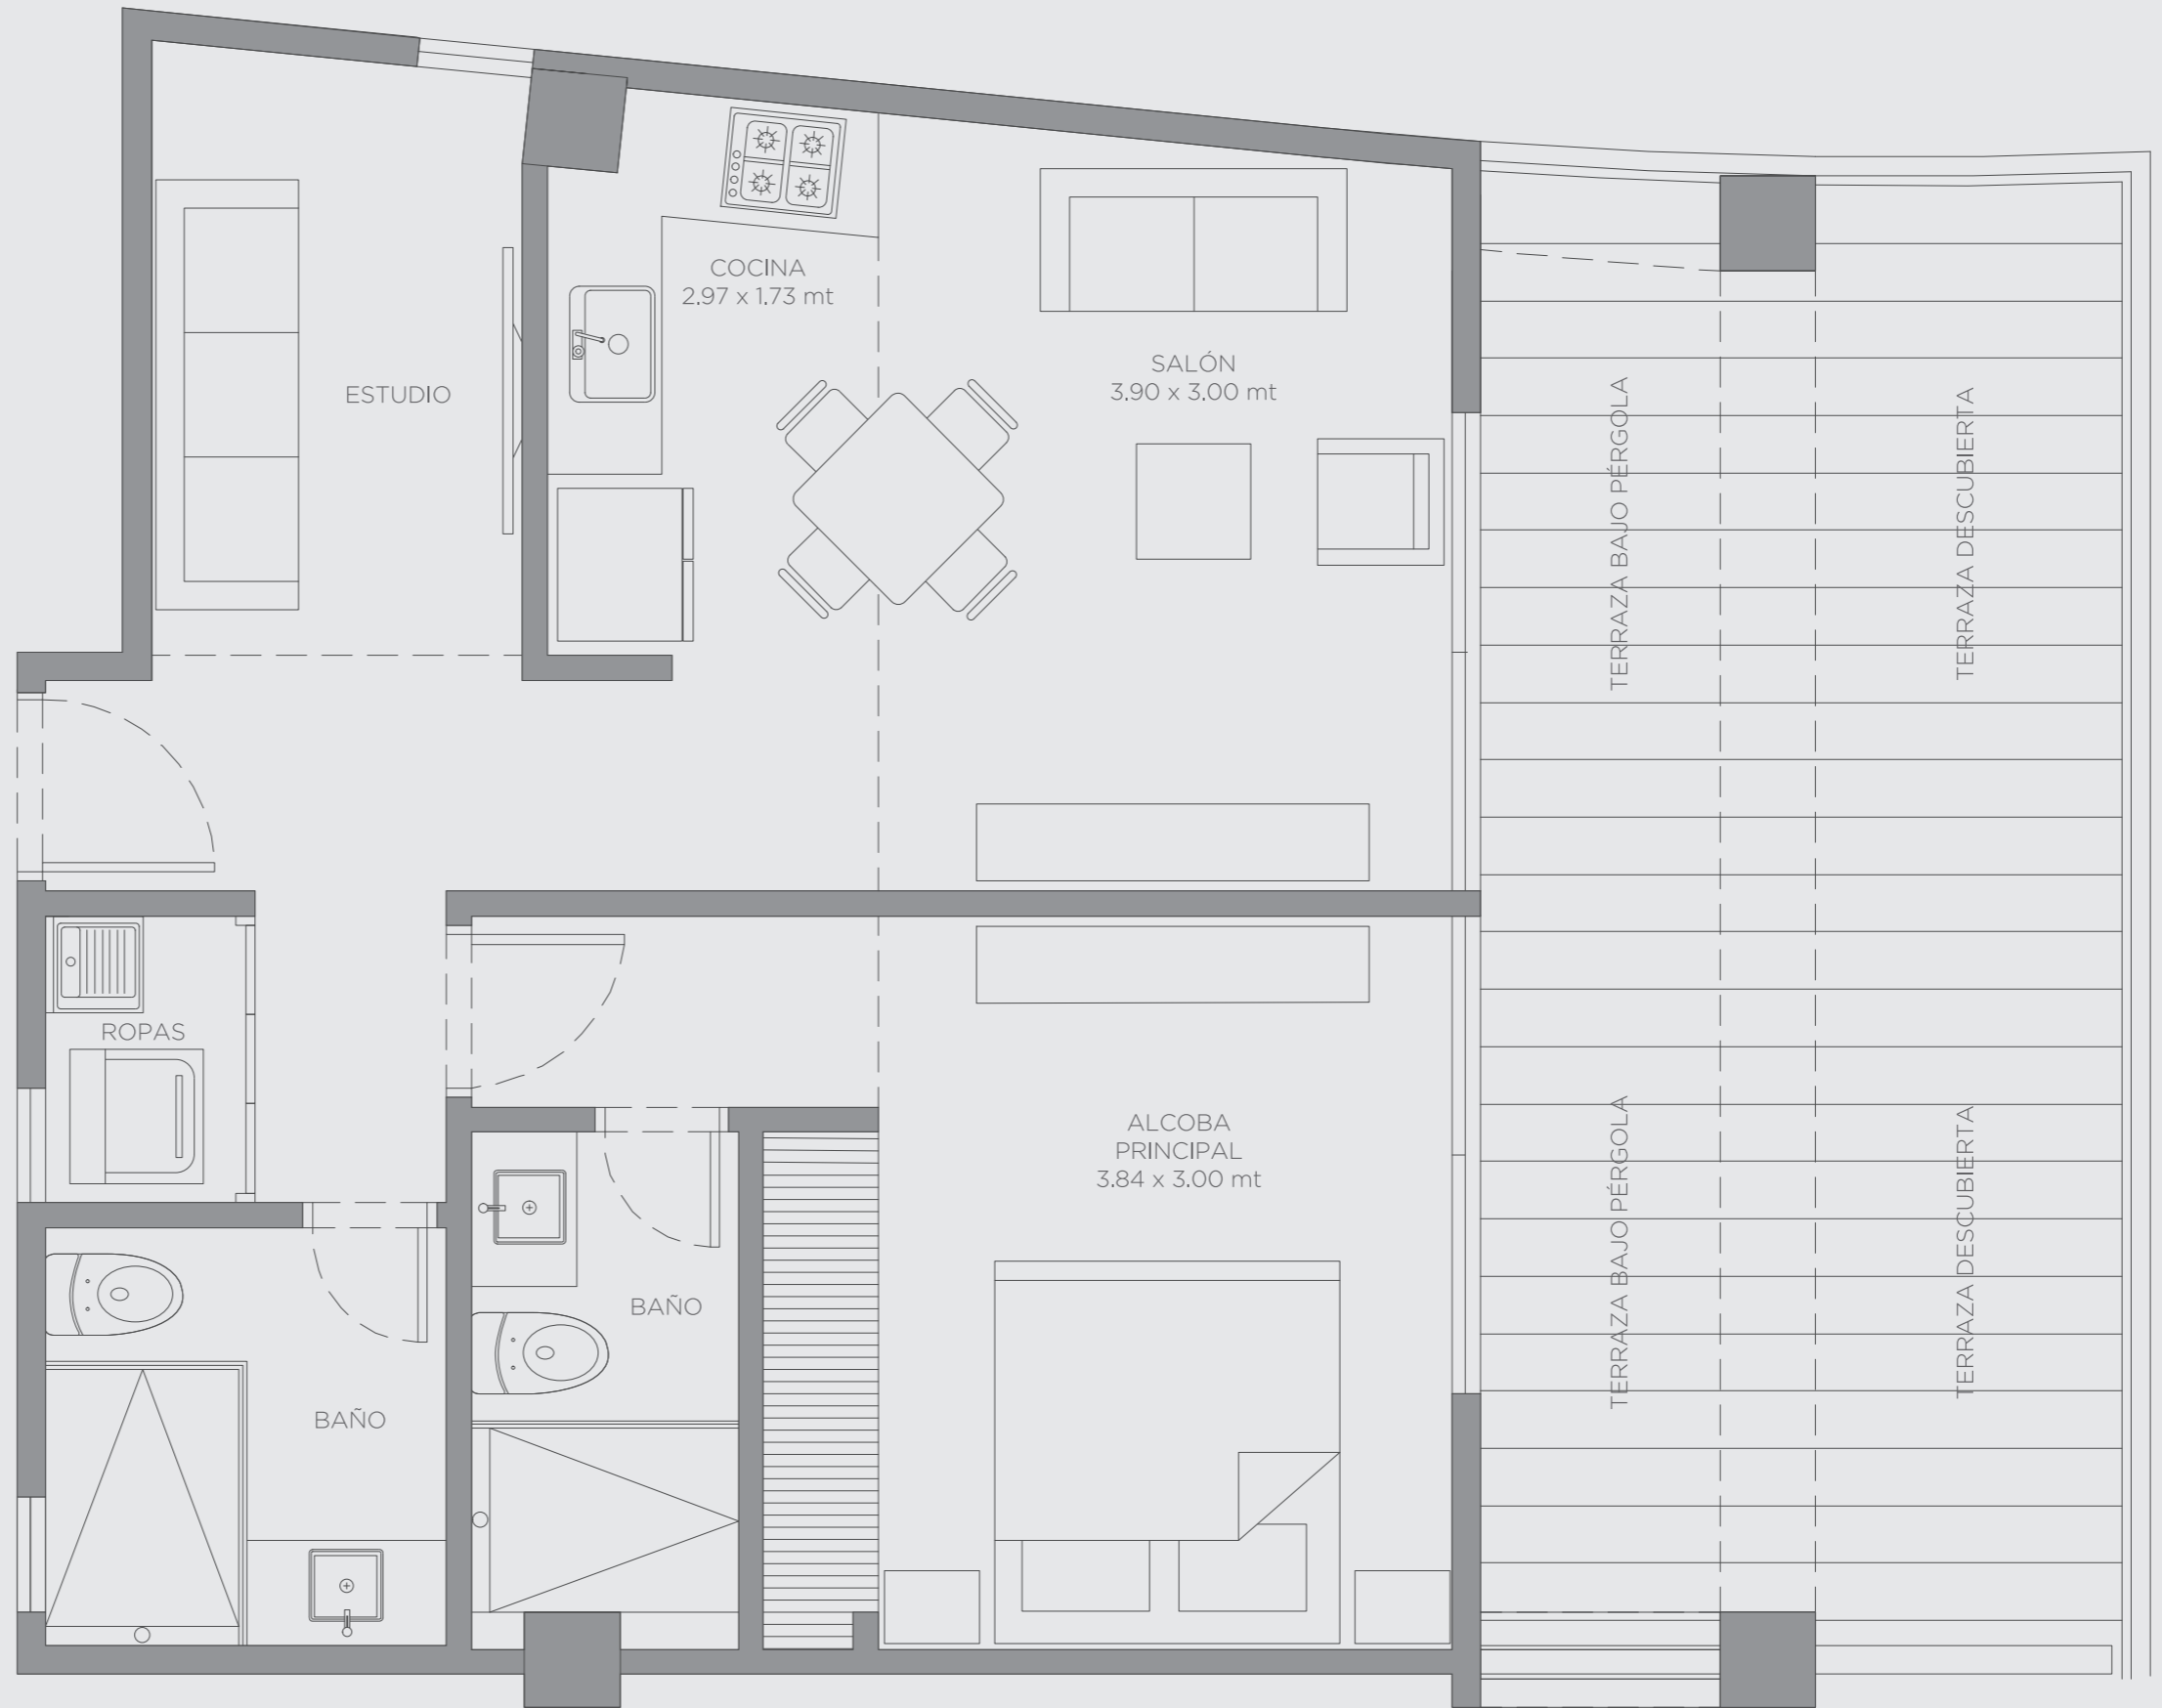 COCINA
2.97 x 1.73 mt
SALÓN
3.90 x 3.00 mt
ESTUDIO
TERRAZA BAJO PÉRGOLA
TERRAZA DESCUBIERTA
ROPAS
ALCOBA
PRINCIPAL
3.84 x 3.00 mt
TERRAZA BAJO PÉRGOLA
TERRAZA DESCUBIERTA
BAÑO
BAÑO